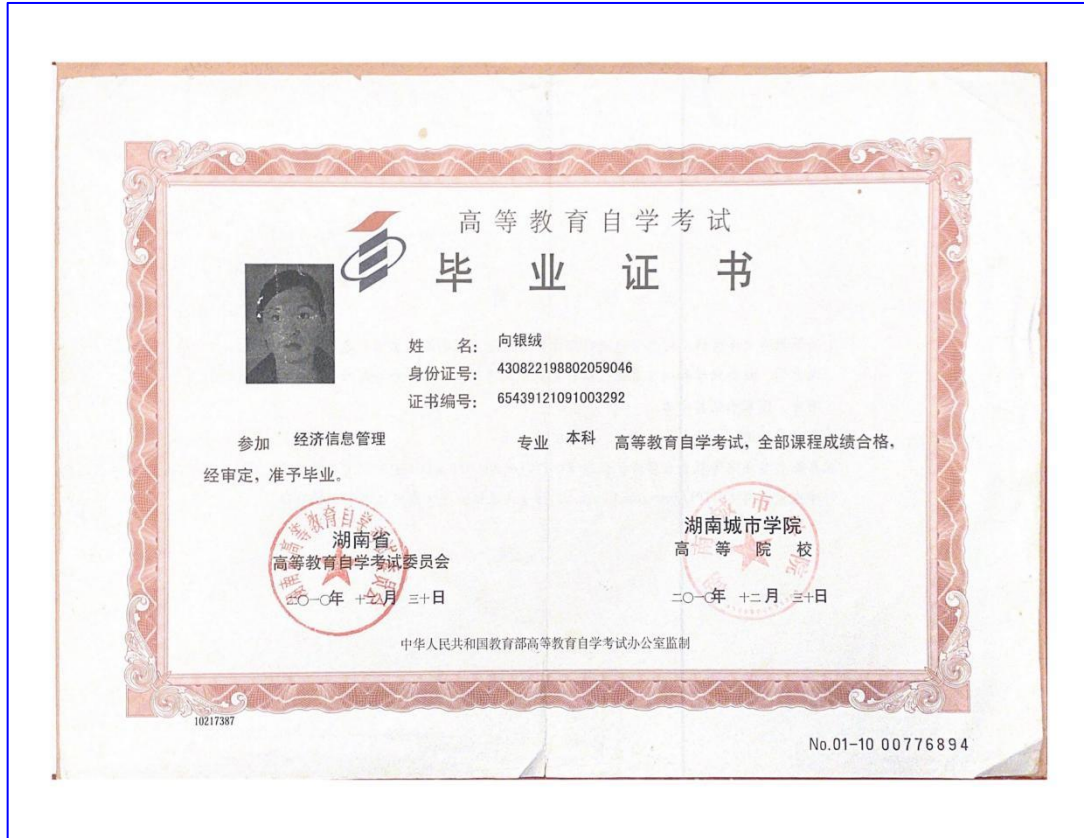 高等教育自学考试
毕业证书
姓 名: 向银绒
身份证号: 430822198802059046
证书编号: 65439121091003292
参加 经济信息管理 专业 本科 高等教育自学考试,全部课程成绩合格,
经审定,准予毕业。
湖南省 湖南城市学院
高等教育自学考试委员会 高等院校
二〇一〇年 十二月 三十日 二〇一〇年 十二月 三十日
中华人民共和国教育部高等教育自学考试办公室监制
10217387
No.01-10 00776894